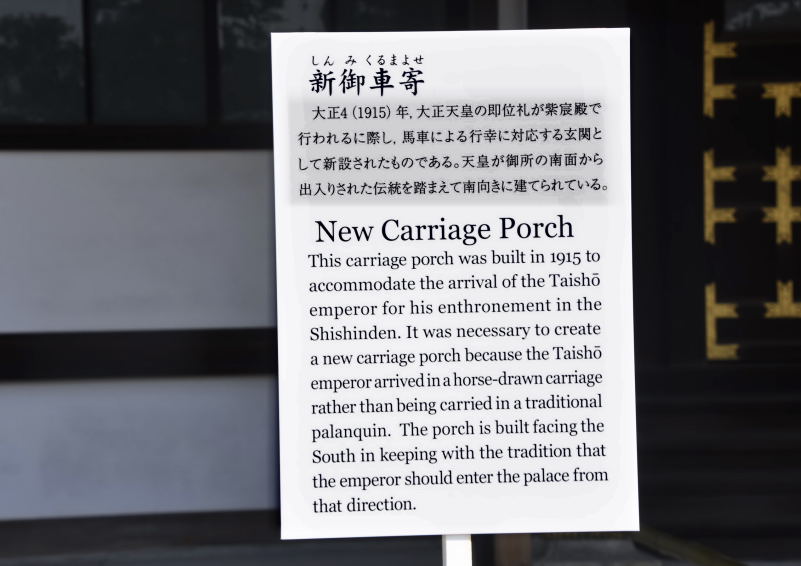 しん み くるまよせ
新御車寄
大正4（1915）年，大正天皇の即位礼が紫宸殿で
行われるに際し，馬車による行幸に対応する玄関と
して新設されたものである。天皇が御所の南面から
出入りされた伝統を踏まえて南向きに建てられている。
New Carriage Porch
This carriage porch was built in 1915 to
accommodate the arrival of the Taishō
emperor for his enthronement in the
Shishinden. It was necessary to create
a new carriage porch because the Taishō
emperor arrived in a horse-drawn carriage
rather than being carried in a traditional
palanquin. The porch is built facing the
South in keeping with the tradition that
the emperor should enter the palace from
that direction.